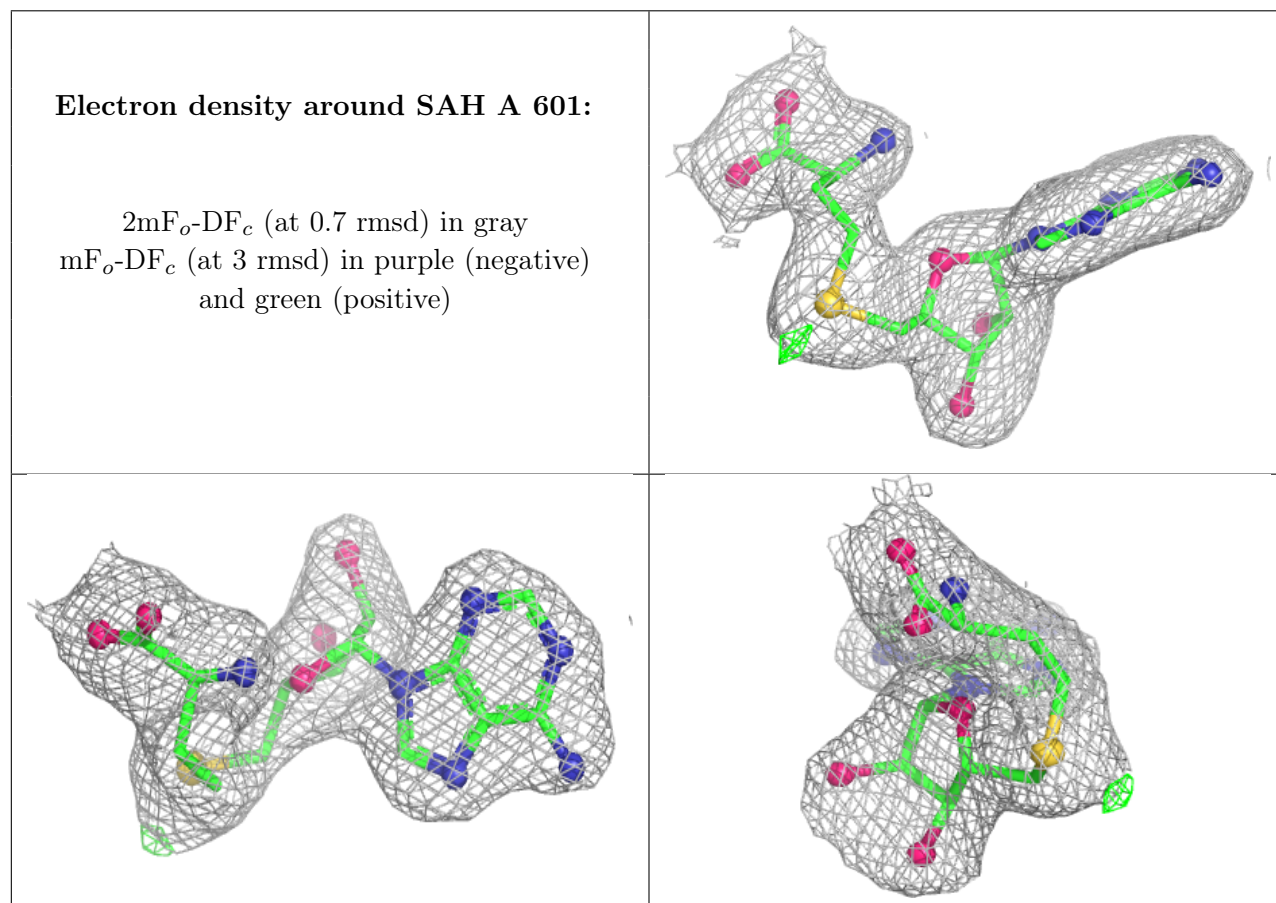 Electron density around SAH A 601:
2mFₒ-DF𝒸 (at 0.7 rmsd) in gray
mFₒ-DF𝒸 (at 3 rmsd) in purple (negative)
and green (positive)